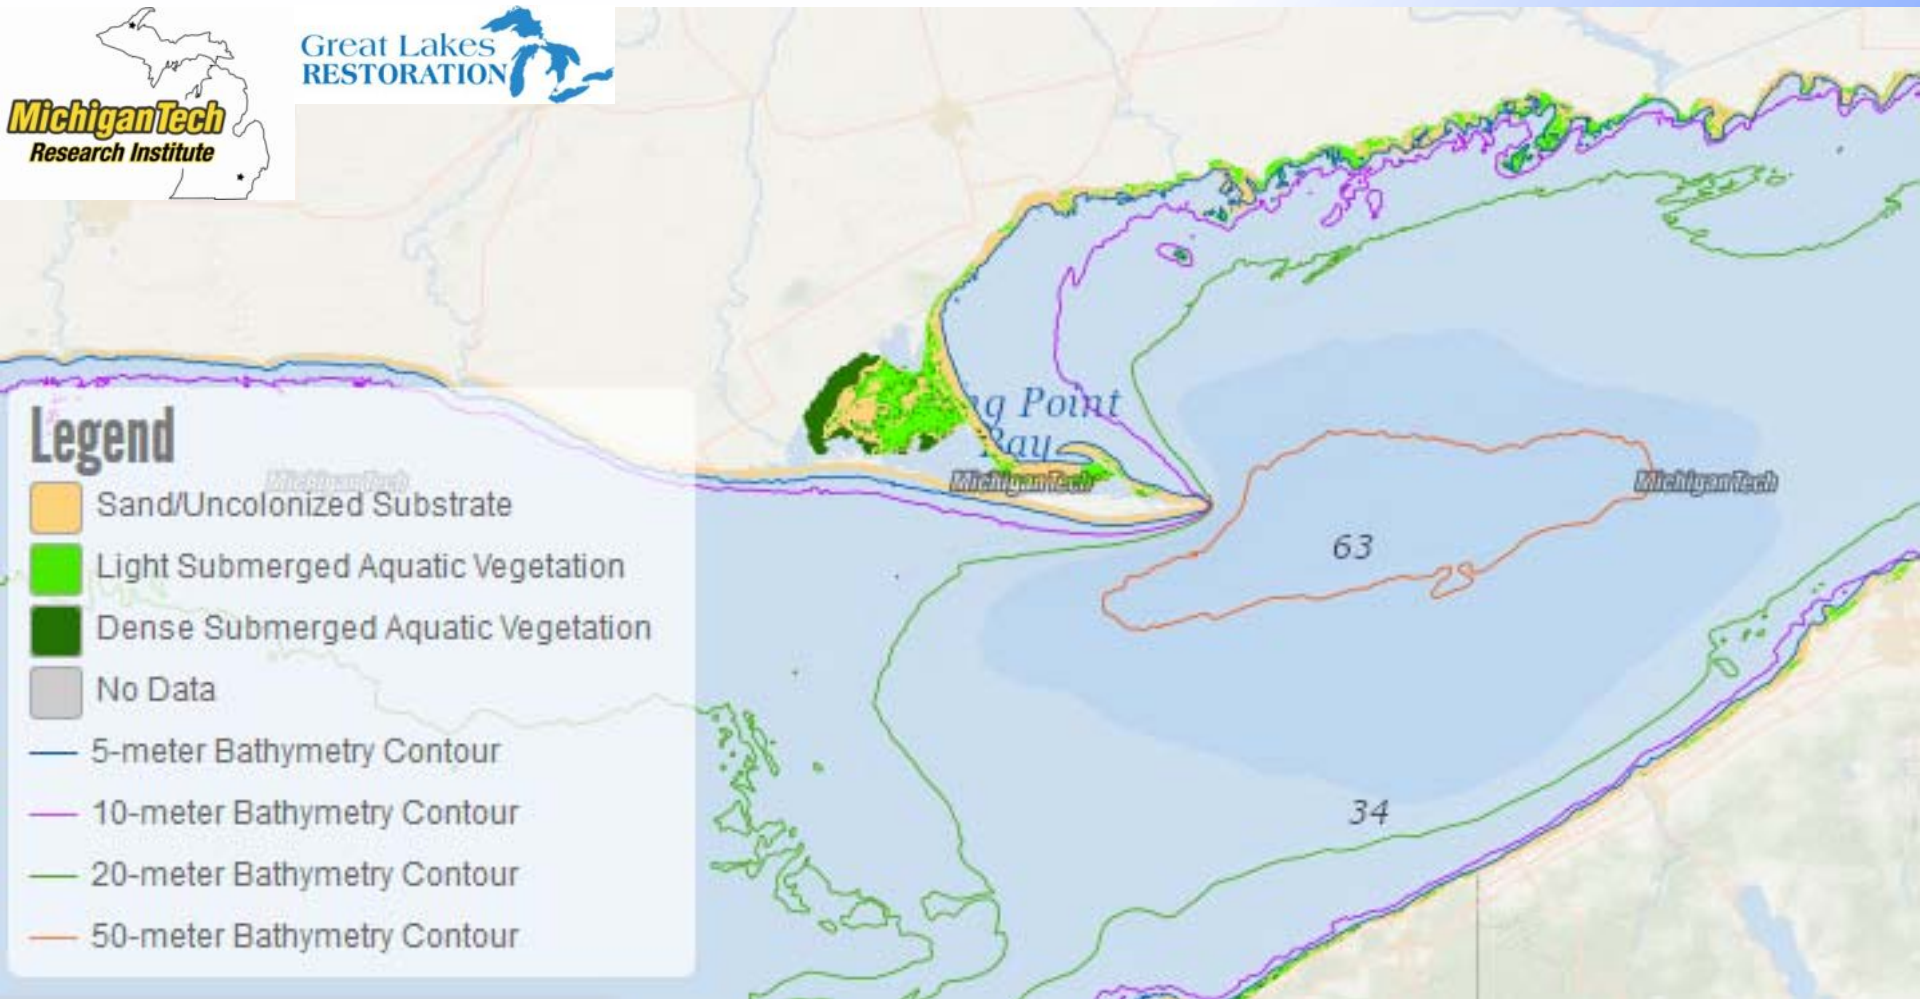 MichiganTech
Research Institute
Great Lakes
RESTORATION
Legend
Sand/Uncolonized Substrate
Light Submerged Aquatic Vegetation
Dense Submerged Aquatic Vegetation
No Data
5-meter Bathymetry Contour
10-meter Bathymetry Contour
20-meter Bathymetry Contour
50-meter Bathymetry Contour
MichiganTech
ng Point
Bay
MichiganTech
MichiganTech
63
34